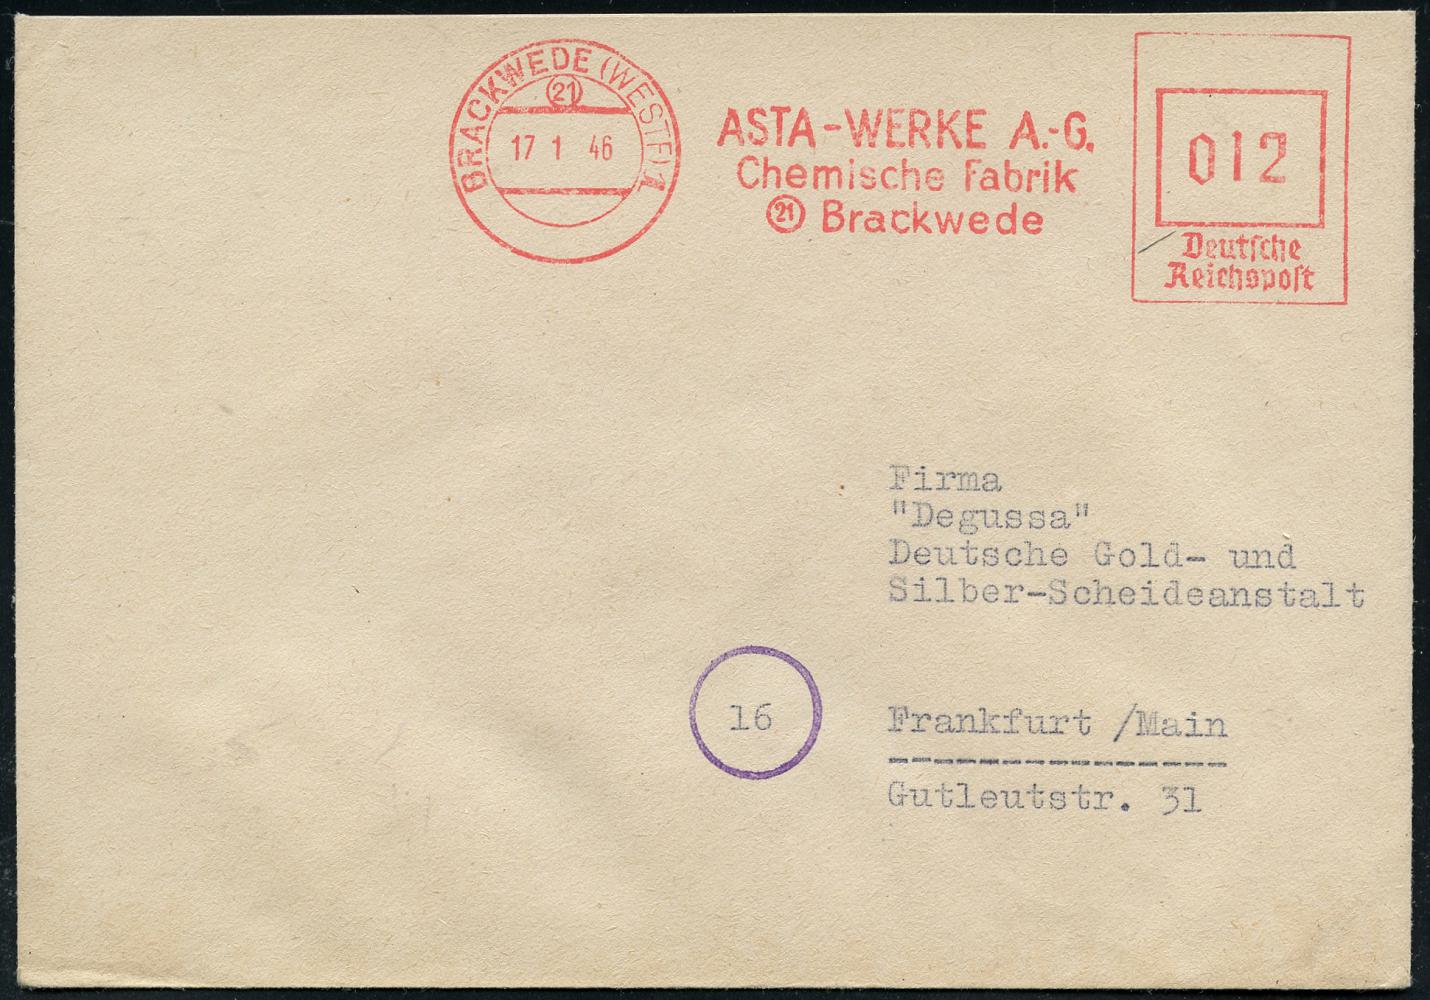 BRACKWEDE (WESTF) 1
21
17 1 46
ASTA-WERKE A.-G.
Chemische Fabrik
21 Brackwede
012
Deutsche
Reichspost
Firma
"Degussa"
Deutsche Gold- und
Silber-Scheideanstalt
16
Frankfurt /Main
Gutleutstr. 31